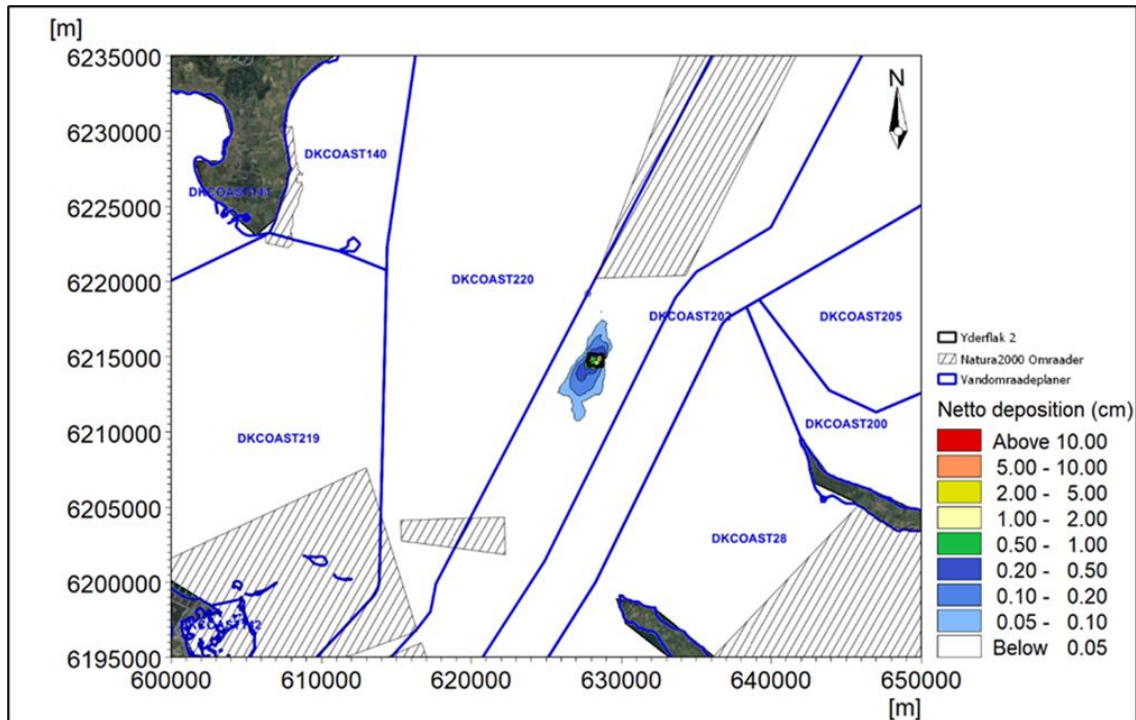 [m]
6235000
N
6230000
DKCOAST140
6225000
DKCOAST141
6220000
DKCOAST220
DKCOAST202
DKCOAST205
6215000
Yderflak 2
Natura2000 Omraader
Vandomraadeplaner
6210000
DKCOAST219
DKCOAST200
Netto deposition (cm)
Above 10.00
5.00 - 10.00
2.00 - 5.00
1.00 - 2.00
0.50 - 1.00
0.20 - 0.50
0.10 - 0.20
0.05 - 0.10
Below 0.05
6205000
DKCOAST28
6200000
6195000
600000 610000 620000 630000 640000 650000
[m]